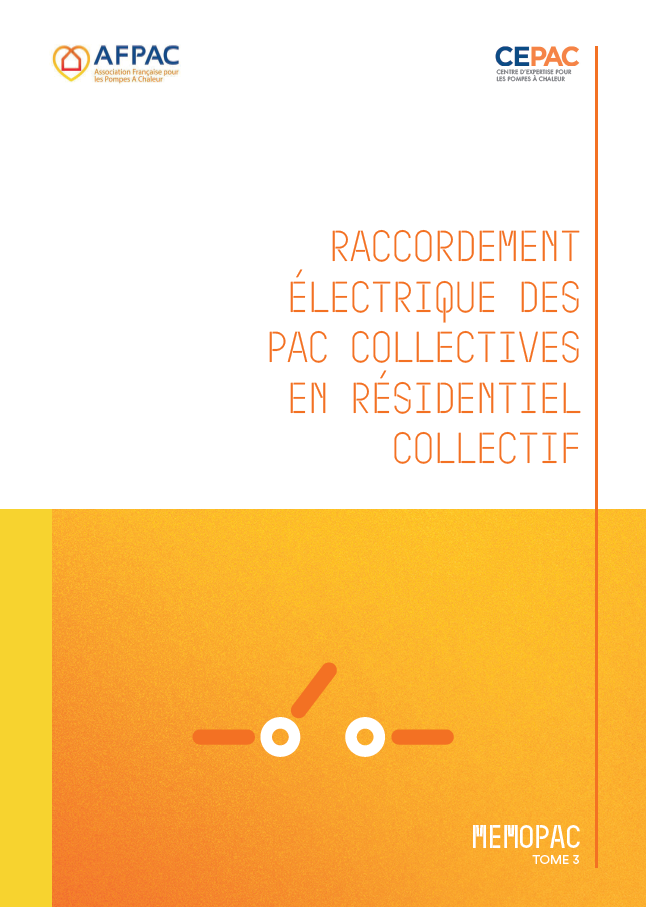 AFPAC
Association Française pour
les Pompes À Chaleur
CEPAC
CENTRE D'EXPERTISE POUR
LES POMPES À CHALEUR
RACCORDEMENT
ÉLECTRIQUE DES
PAC COLLECTIVES
EN RÉSIDENTIEL
COLLECTIF
MEMOPAC
TOME 3